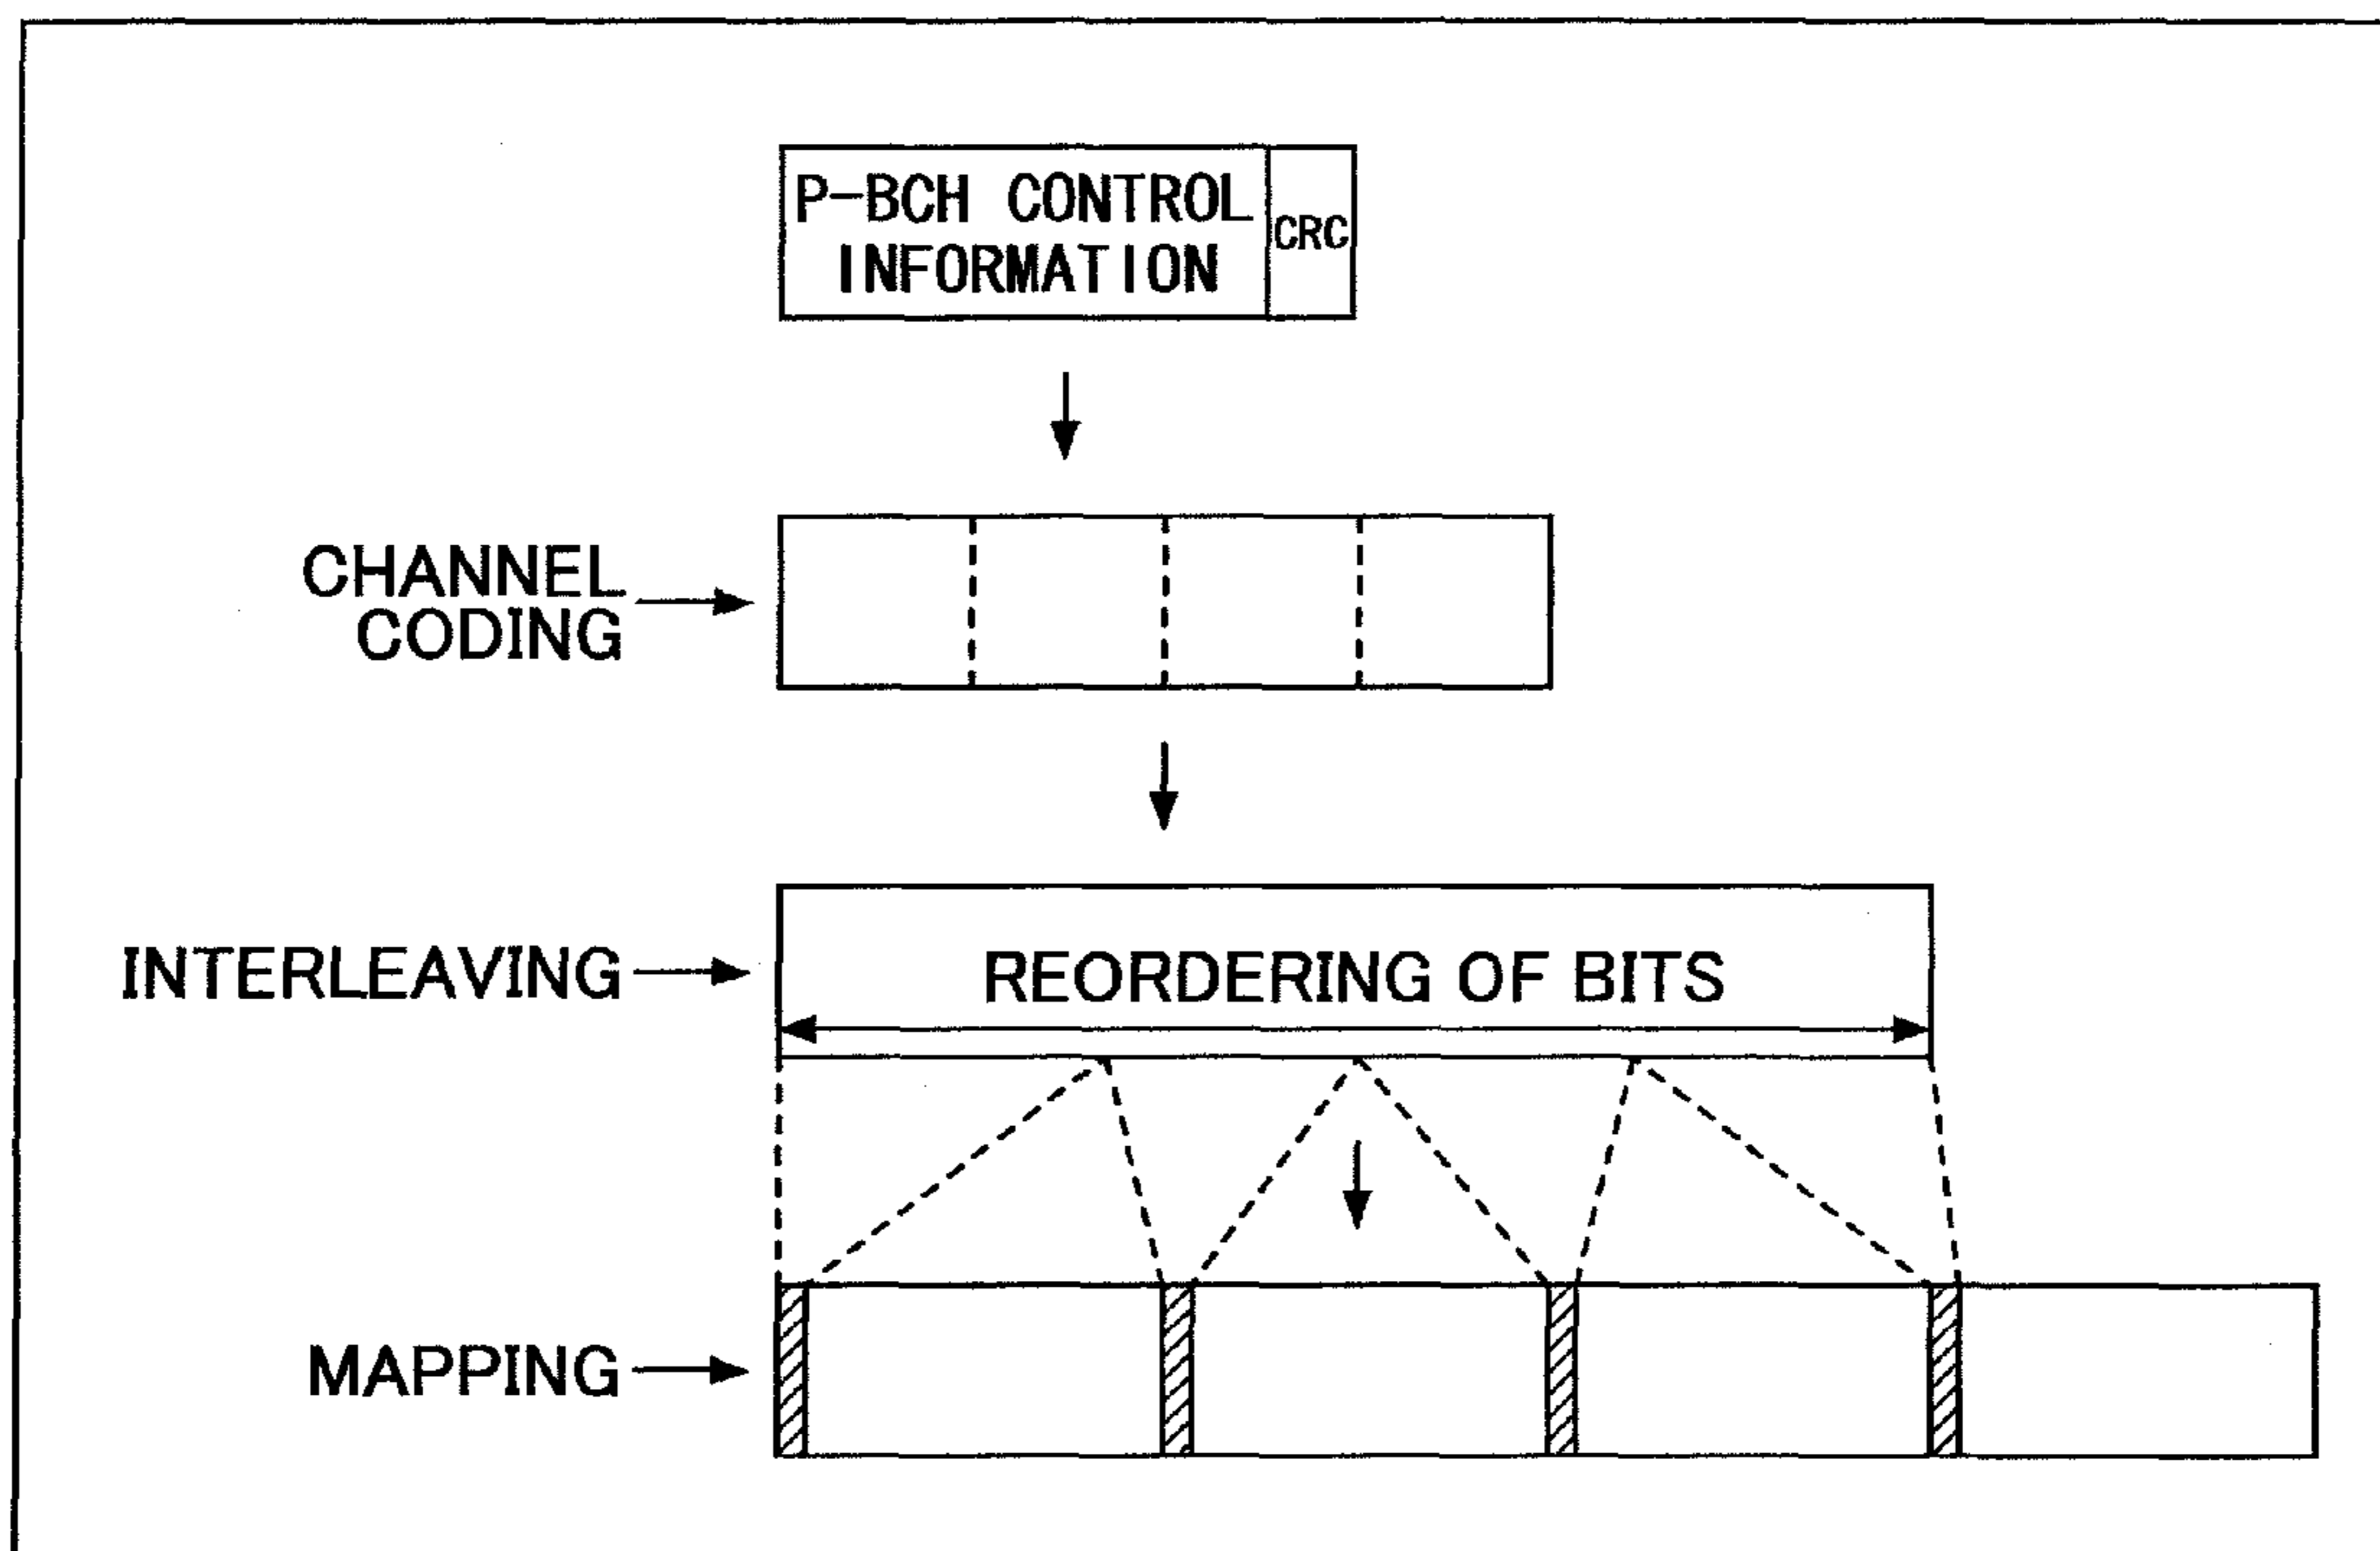 P-BCH CONTROL
INFORMATION
CRC
CHANNEL
CODING
INTERLEAVING
REORDERING OF BITS
MAPPING